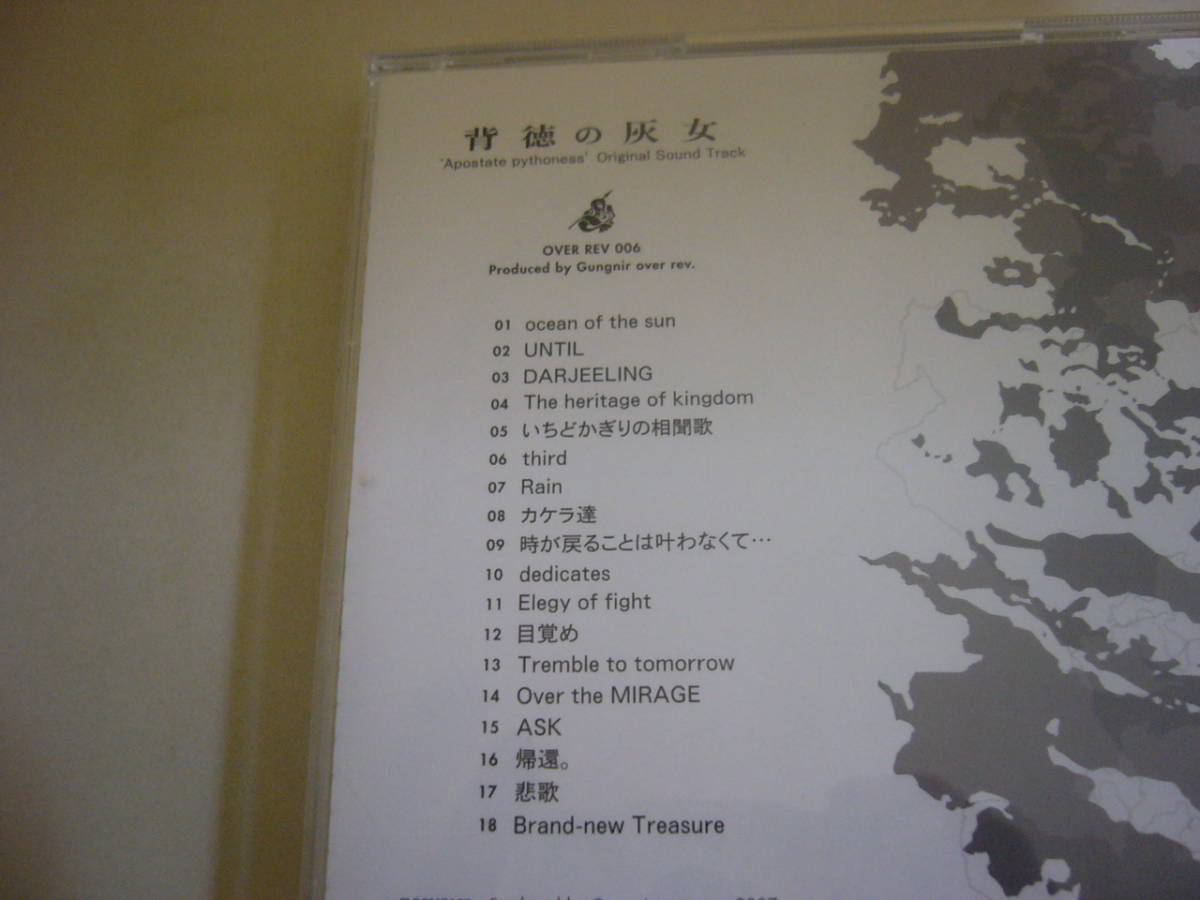 背徳の灰女
'Apostate pythoness' Original Sound Track
OVER REV 006
Produced by Gungnir over rev.
01 ocean of the sun
02 UNTIL
03 DARJEELING
04 The heritage of kingdom
05 いちどかぎりの相聞歌
06 third
07 Rain
08 カケラ達
09 時が戻ることは叶わなくて…
10 dedicates
11 Elegy of fight
12 目覚め
13 Tremble to tomorrow
14 Over the MIRAGE
15 ASK
16 帰還。
17 悲歌
18 Brand-new Treasure